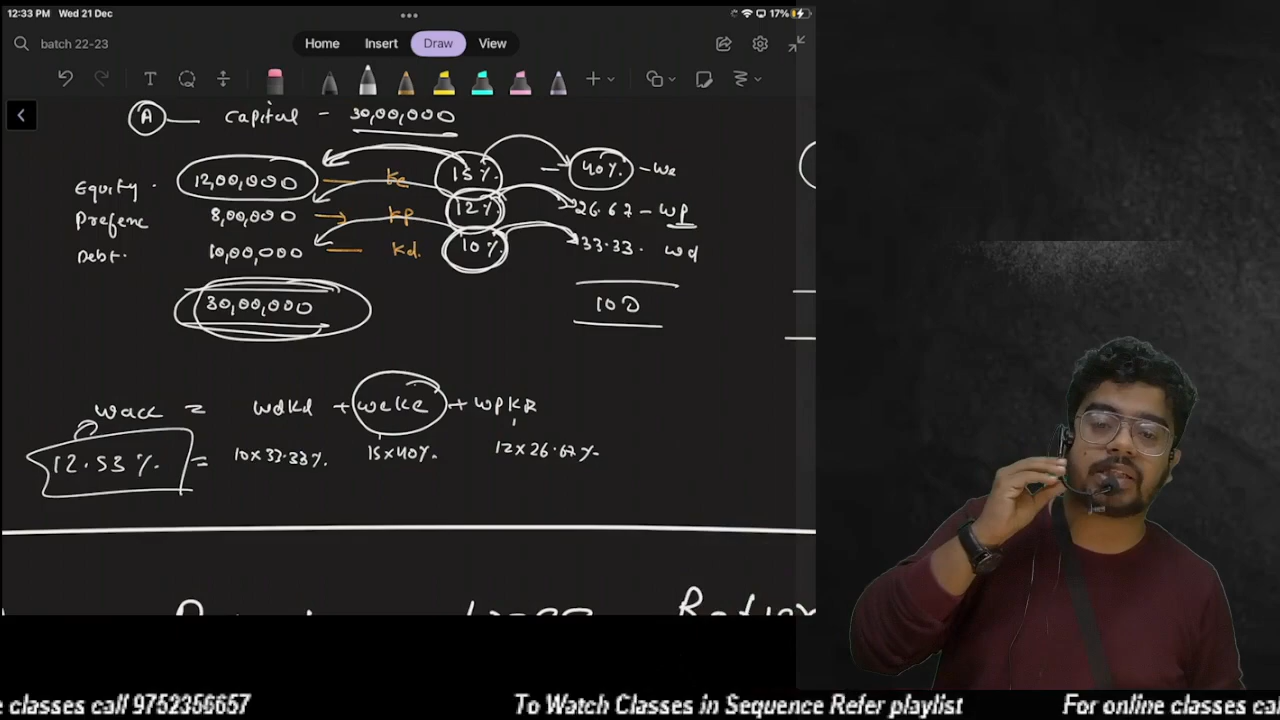 12:33 PM Wed 21 Dec
17%
batch 22-23
Home Insert Draw View
A — Capital - 30,00,000
Equity. 12,00,000 — Ke 15%. — 40%. - We
Prefenc 8,00,000 → Kp 12%. 26.67 - Wp
Debt. 10,00,000 — Kd. 10%. 33.33. Wd
30,00,000 100
Wacc = WdKd + WeKe + WpKp
12.53 %. = 10x33.33%. 15x40%. 12x26.67%.
e classes call 9752356657 To Watch Classes in Sequence Refer playlist For online classes cal